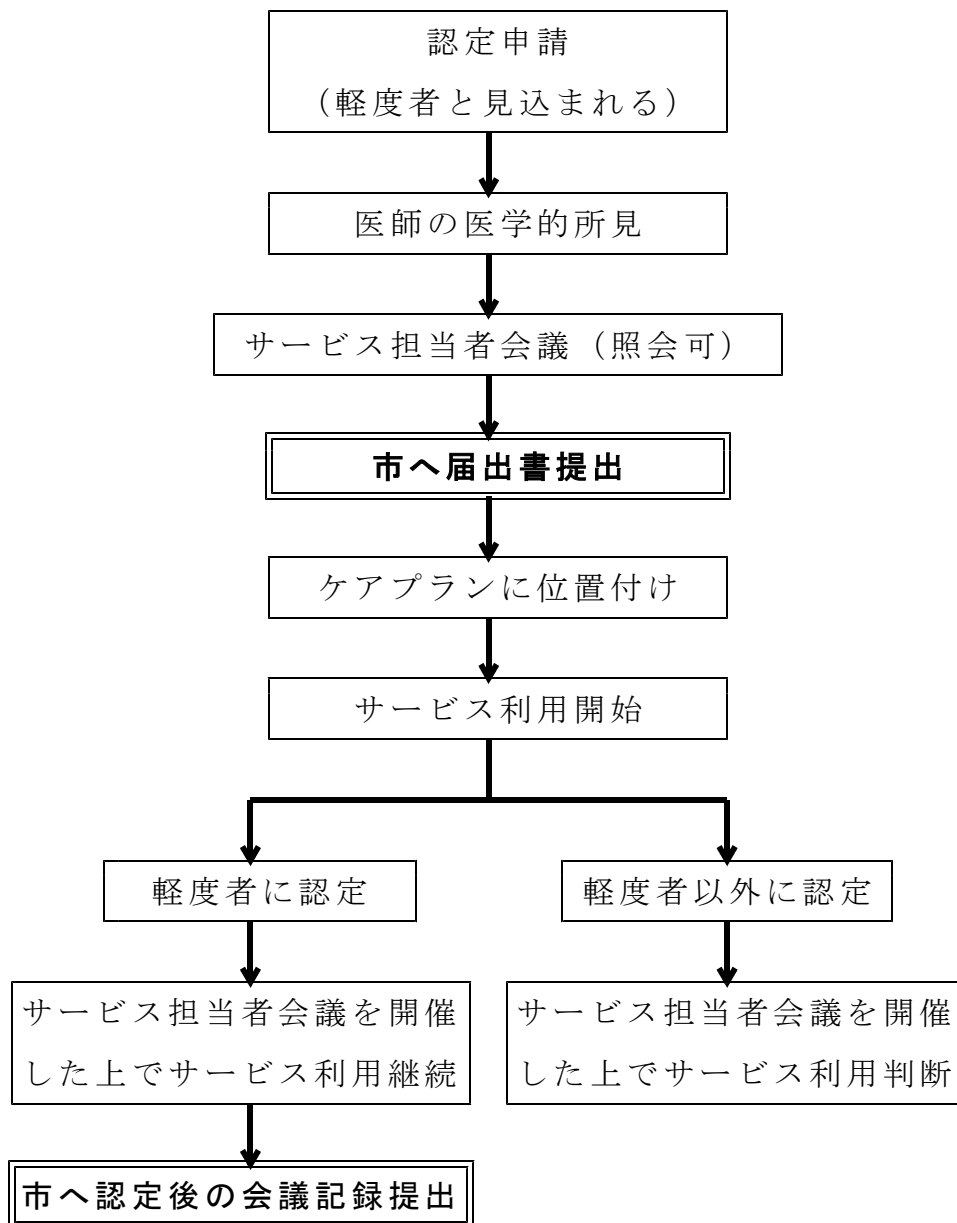 認定申請
（軽度者と見込まれる）
医師の医学的所見
サービス担当者会議（照会可）
市へ届出書提出
ケアプランに位置付け
サービス利用開始
軽度者に認定
軽度者以外に認定
サービス担当者会議を開催
した上でサービス利用継続
サービス担当者会議を開催
した上でサービス利用判断
市へ認定後の会議記録提出